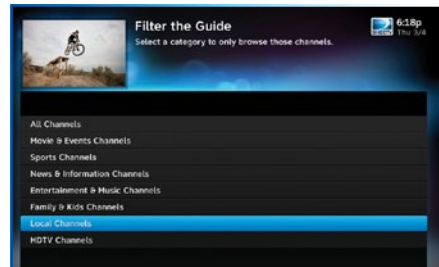 Filter the Guide
Select a category to only browse those channels.
6:18p
Thu 3/4
DIRECTV
All Channels
Movie & Events Channels
Sports Channels
News & Information Channels
Entertainment & Music Channels
Family & Kids Channels
Local Channels
HDTV Channels